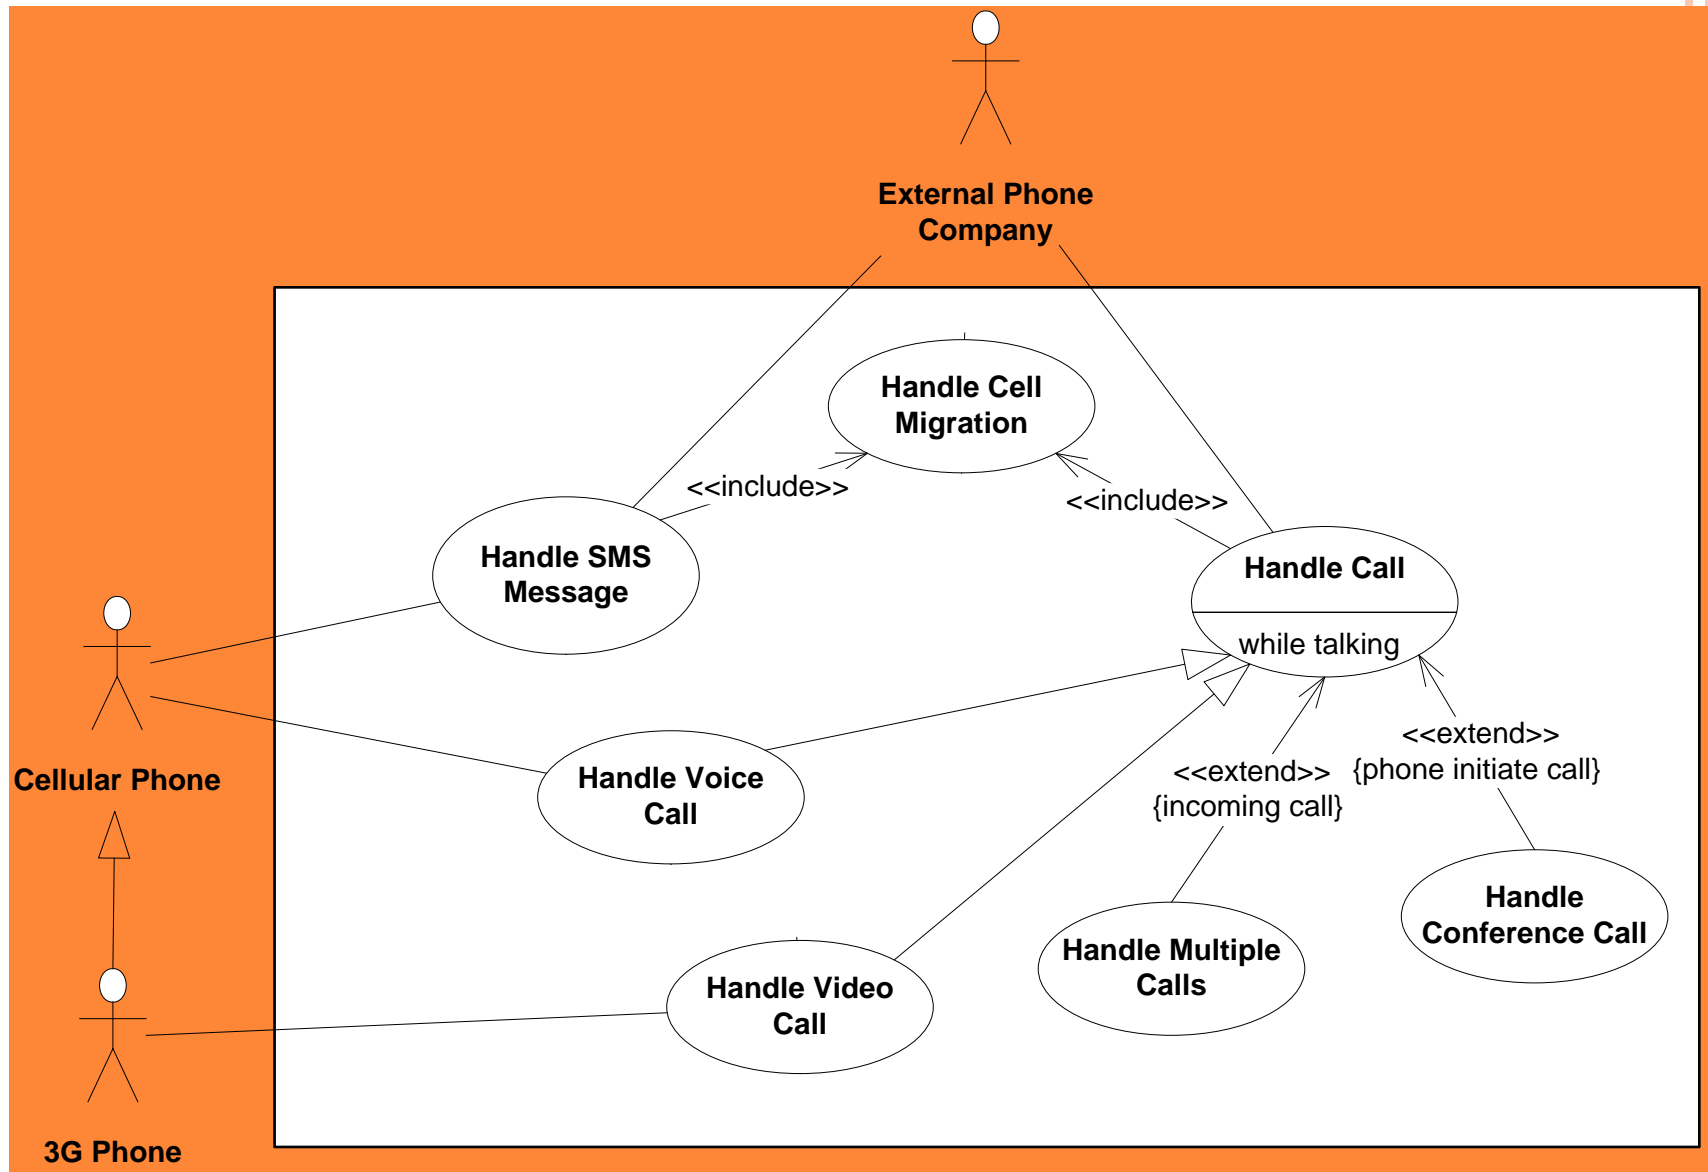 External Phone
Company
Handle Cell
Migration
<<include>>
<<include>>
Handle SMS
Message
Handle Call
while talking
Cellular Phone
Handle Voice
Call
<<extend>>
{incoming call}
<<extend>>
{phone initiate call}
Handle
Conference Call
Handle Multiple
Calls
Handle Video
Call
3G Phone